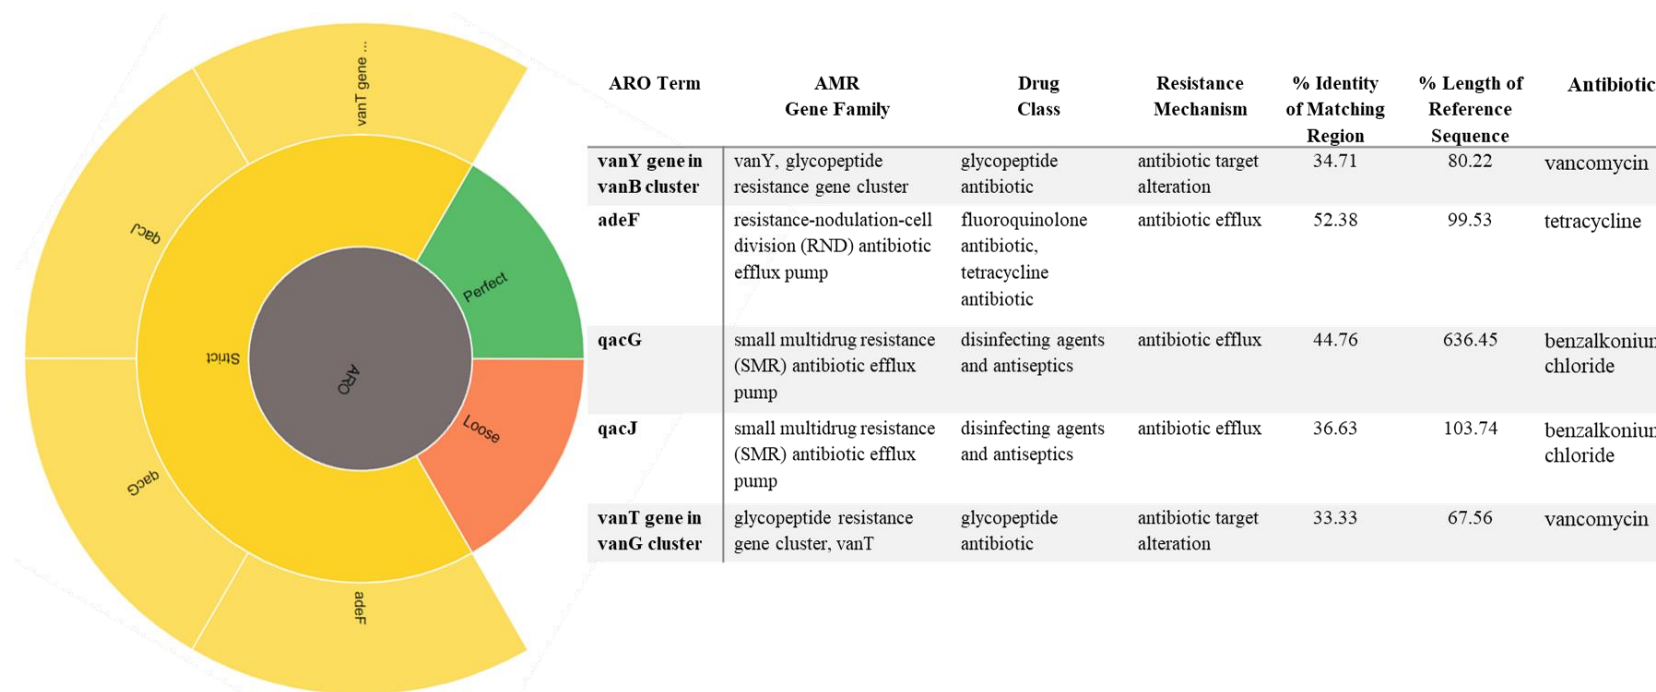 vanT gene ...
qacJ
Strict
qacG
adeF
ARO
Perfect
Loose
ARO Term
AMR
Gene Family
Drug
Class
Resistance
Mechanism
% Identity
of Matching
Region
% Length of
Reference
Sequence
Antibiotic
vanY gene in
vanB cluster
vanY, glycopeptide
resistance gene cluster
glycopeptide
antibiotic
antibiotic target
alteration
34.71
80.22
vancomycin
adeF
resistance-nodulation-cell
division (RND) antibiotic
efflux pump
fluoroquinolone
antibiotic,
tetracycline
antibiotic
antibiotic efflux
52.38
99.53
tetracycline
qacG
small multidrug resistance
(SMR) antibiotic efflux
pump
disinfecting agents
and antiseptics
antibiotic efflux
44.76
636.45
benzalkoniu
chloride
qacJ
small multidrug resistance
(SMR) antibiotic efflux
pump
disinfecting agents
and antiseptics
antibiotic efflux
36.63
103.74
benzalkoniu
chloride
vanT gene in
vanG cluster
glycopeptide resistance
gene cluster, vanT
glycopeptide
antibiotic
antibiotic target
alteration
33.33
67.56
vancomycin